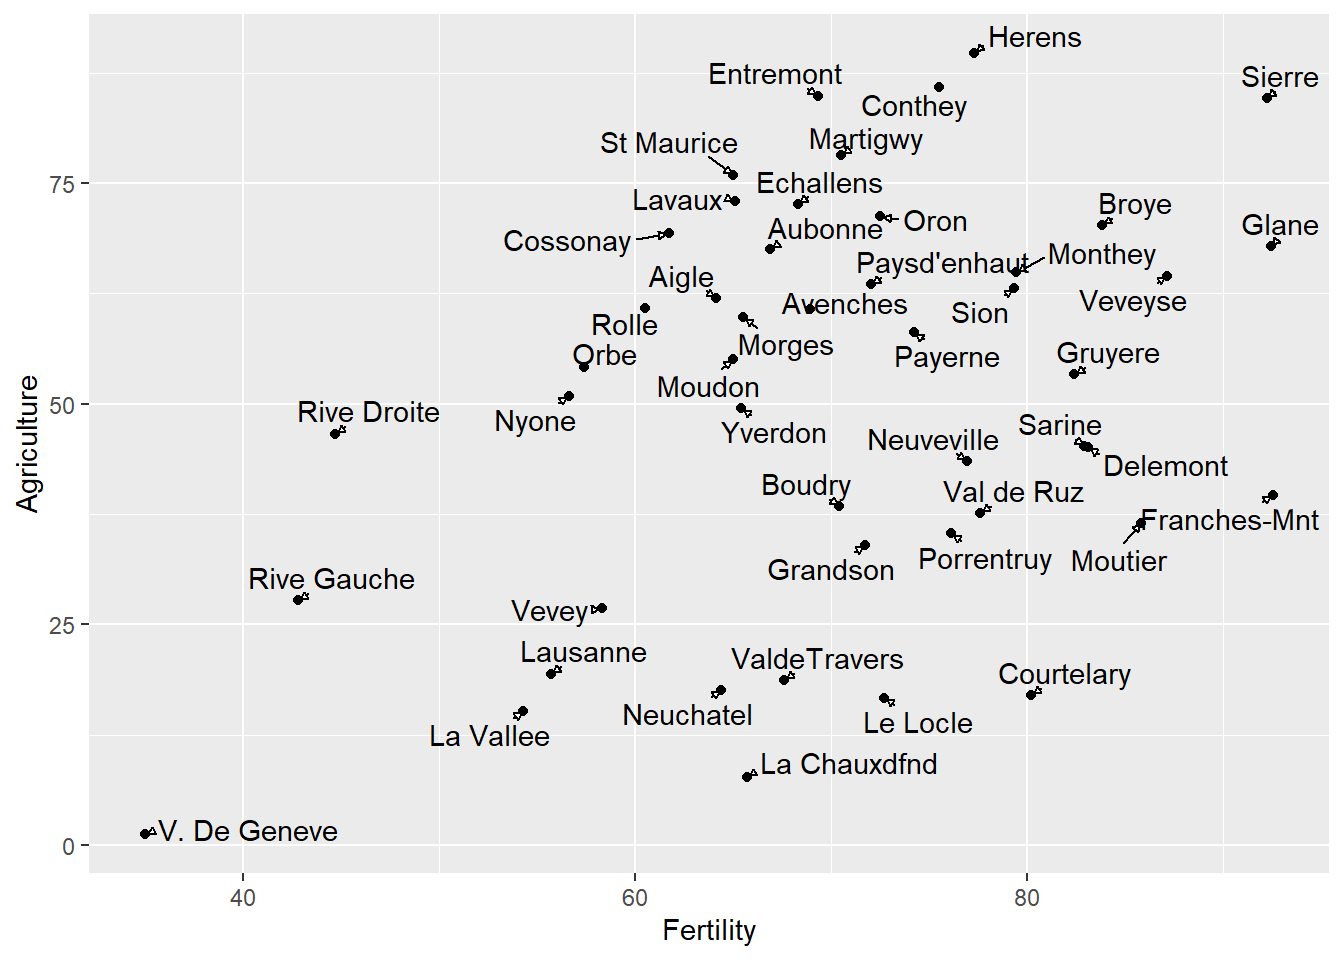 Herens
Entremont
Sierre
Conthey
Martigwy
St Maurice
Echallens
Lavaux
Broye
Oron
Aubonne
Glane
Cossonay
Monthey
Paysd'enhaut
Aigle
Avenches
Veveyse
Sion
Rolle
Morges
Orbe
Payerne
Gruyere
Moudon
Rive Droite
Nyone
Yverdon
Sarine
Neuveville
Delemont
Boudry
Val de Ruz
Franches-Mnt
Porrentruy
Moutier
Grandson
Rive Gauche
Vevey
Lausanne
ValdeTravers
Courtelary
Neuchatel
Le Locle
La Vallee
La Chauxdfnd
V. De Geneve
75
50
25
0
Agriculture
40 60 80
Fertility